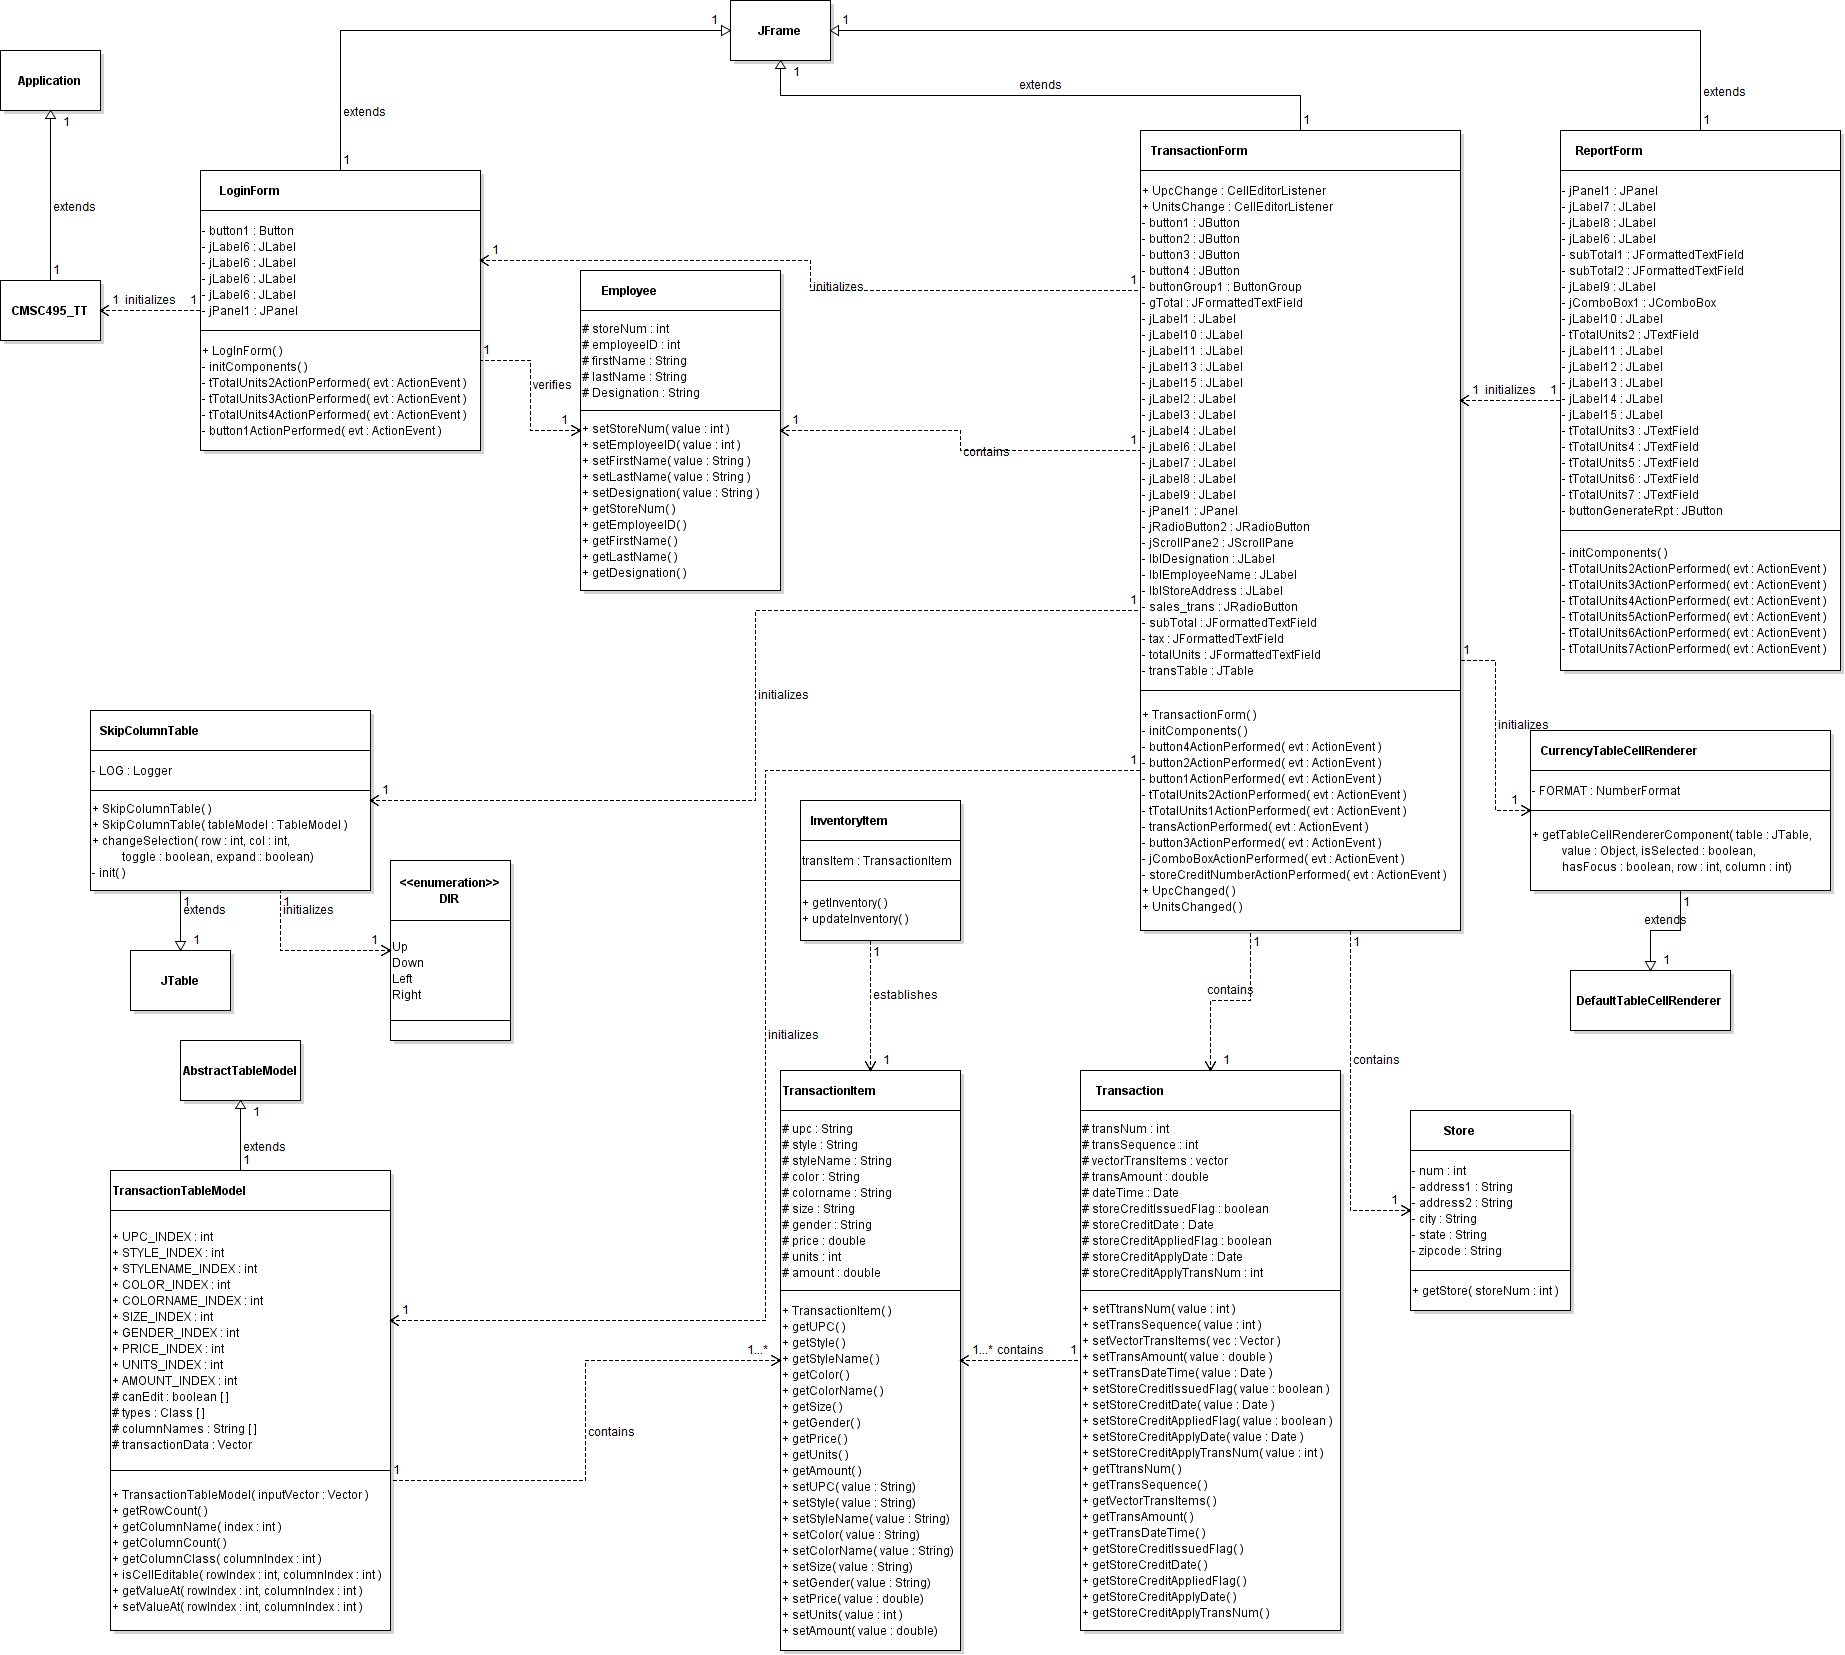 JFrame
1
1
1
extends
extends
extends
1
1
1
Application
1
extends
1
CMSC495_TT
1 initializes 1
LoginForm
- button1 : Button
- jLabel6 : JLabel
- jLabel6 : JLabel
- jLabel6 : JLabel
- jLabel6 : JLabel
- jPanel1 : JPanel
+ LogInForm( )
- initComponents( )
- tTotalUnits2ActionPerformed( evt : ActionEvent )
- tTotalUnits3ActionPerformed( evt : ActionEvent )
- tTotalUnits4ActionPerformed( evt : ActionEvent )
- button1ActionPerformed( evt : ActionEvent )
1
verifies
1
1
initializes
1
Employee
# storeNum : int
# employeeID : int
# firstName : String
# lastName : String
# Designation : String
+ setStoreNum( value : int )
+ setEmployeeID( value : int )
+ setFirstName( value : String )
+ setLastName( value : String )
+ setDesignation( value : String )
+ getStoreNum( )
+ getEmployeeID( )
+ getFirstName( )
+ getLastName( )
+ getDesignation( )
1
contains
1
TransactionForm
+ UpcChange : CellEditorListener
+ UnitsChange : CellEditorListener
- button1 : JButton
- button2 : JButton
- button3 : JButton
- button4 : JButton
- buttonGroup1 : ButtonGroup
- gTotal : JFormattedTextField
- jLabel1 : JLabel
- jLabel10 : JLabel
- jLabel11 : JLabel
- jLabel13 : JLabel
- jLabel15 : JLabel
- jLabel2 : JLabel
- jLabel3 : JLabel
- jLabel4 : JLabel
- jLabel6 : JLabel
- jLabel7 : JLabel
- jLabel8 : JLabel
- jLabel9 : JLabel
- jPanel1 : JPanel
- jRadioButton2 : JRadioButton
- jScrollPane2 : JScrollPane
- lblDesignation : JLabel
- lblEmployeeName : JLabel
- lblStoreAddress : JLabel
- sales_trans : JRadioButton
- subTotal : JFormattedTextField
- tax : JFormattedTextField
- totalUnits : JFormattedTextField
- transTable : JTable
+ TransactionForm( )
- initComponents( )
- button4ActionPerformed( evt : ActionEvent )
- button2ActionPerformed( evt : ActionEvent )
- button1ActionPerformed( evt : ActionEvent )
- tTotalUnits2ActionPerformed( evt : ActionEvent )
- tTotalUnits1ActionPerformed( evt : ActionEvent )
- transActionPerformed( evt : ActionEvent )
- button3ActionPerformed( evt : ActionEvent )
- jComboBoxActionPerformed( evt : ActionEvent )
- storeCreditNumberActionPerformed( evt : ActionEvent )
+ UpcChanged( )
+ UnitsChanged( )
1 initializes 1
ReportForm
- jPanel1 : JPanel
- jLabel7 : JLabel
- jLabel8 : JLabel
- jLabel6 : JLabel
- subTotal1 : JFormattedTextField
- subTotal2 : JFormattedTextField
- jLabel9 : JLabel
- jComboBox1 : JComboBox
- jLabel10 : JLabel
- tTotalUnits2 : JTextField
- jLabel11 : JLabel
- jLabel12 : JLabel
- jLabel13 : JLabel
- jLabel14 : JLabel
- jLabel15 : JLabel
- tTotalUnits3 : JTextField
- tTotalUnits4 : JTextField
- tTotalUnits5 : JTextField
- tTotalUnits6 : JTextField
- tTotalUnits7 : JTextField
- buttonGenerateRpt : JButton
- initComponents( )
- tTotalUnits2ActionPerformed( evt : ActionEvent )
- tTotalUnits3ActionPerformed( evt : ActionEvent )
- tTotalUnits4ActionPerformed( evt : ActionEvent )
- tTotalUnits5ActionPerformed( evt : ActionEvent )
- tTotalUnits6ActionPerformed( evt : ActionEvent )
- tTotalUnits7ActionPerformed( evt : ActionEvent )
1
initializes
1
CurrencyTableCellRenderer
- FORMAT : NumberFormat
+ getTableCellRendererComponent( table : JTable,
value : Object, isSelected : boolean,
hasFocus : boolean, row : int, column : int)
1
extends
1
DefaultTableCellRenderer
1
initializes
1
SkipColumnTable
- LOG : Logger
+ SkipColumnTable( )
+ SkipColumnTable( tableModel : TableModel )
+ changeSelection( row : int, col : int,
toggle : boolean, expand : boolean)
- init( )
1
extends
1
JTable
1
initializes
1
<<enumeration>>
DIR
Up
Down
Left
Right
InventoryItem
transItem : TransactionItem
+ getInventory( )
+ updateInventory( )
1
establishes
1
1
initializes
1
1
contains
1
1
contains
1
AbstractTableModel
1
extends
1
TransactionTableModel
+ UPC_INDEX : int
+ STYLE_INDEX : int
+ STYLENAME_INDEX : int
+ COLOR_INDEX : int
+ COLORNAME_INDEX : int
+ SIZE_INDEX : int
+ GENDER_INDEX : int
+ PRICE_INDEX : int
+ UNITS_INDEX : int
+ AMOUNT_INDEX : int
# canEdit : boolean [ ]
# types : Class [ ]
# columnNames : String [ ]
# transactionData : Vector
+ TransactionTableModel( inputVector : Vector )
+ getRowCount( )
+ getColumnName( index : int )
+ getColumnCount( )
+ getColumnClass( columnIndex : int )
+ isCellEditable( rowIndex : int, columnIndex : int )
+ getValueAt( rowIndex : int, columnIndex : int )
+ setValueAt( rowIndex : int, columnIndex : int )
1
contains
1...*
TransactionItem
# upc : String
# style : String
# styleName : String
# color : String
# colorname : String
# size : String
# gender : String
# price : double
# units : int
# amount : double
+ TransactionItem( )
+ getUPC( )
+ getStyle( )
+ getStyleName( )
+ getColor( )
+ getColorName( )
+ getSize( )
+ getGender( )
+ getPrice( )
+ getUnits( )
+ getAmount( )
+ setUPC( value : String)
+ setStyle( value : String)
+ setStyleName( value : String)
+ setColor( value : String)
+ setColorName( value : String)
+ setSize( value : String)
+ setGender( value : String)
+ setPrice( value : double)
+ setUnits( value : int )
+ setAmount( value : double)
1...* contains 1
Transaction
# transNum : int
# transSequence : int
# vectorTransItems : vector
# transAmount : double
# dateTime : Date
# storeCreditIssuedFlag : boolean
# storeCreditDate : Date
# storeCreditAppliedFlag : boolean
# storeCreditApplyDate : Date
# storeCreditApplyTransNum : int
+ setTtransNum( value : int )
+ setTransSequence( value : int )
+ setVectorTransItems( vec : Vector )
+ setTransAmount( value : double )
+ setTransDateTime( value : Date )
+ setStoreCreditIssuedFlag( value : boolean )
+ setStoreCreditDate( value : Date )
+ setStoreCreditAppliedFlag( value : boolean )
+ setStoreCreditApplyDate( value : Date )
+ setStoreCreditApplyTransNum( value : int )
+ getTtransNum( )
+ getTransSequence( )
+ getVectorTransItems( )
+ getTransAmount( )
+ getTransDateTime( )
+ getStoreCreditIssuedFlag( )
+ getStoreCreditDate( )
+ getStoreCreditAppliedFlag( )
+ getStoreCreditApplyDate( )
+ getStoreCreditApplyTransNum( )
Store
- num : int
- address1 : String
- address2 : String
- city : String
- state : String
- zipcode : String
+ getStore( storeNum : int )